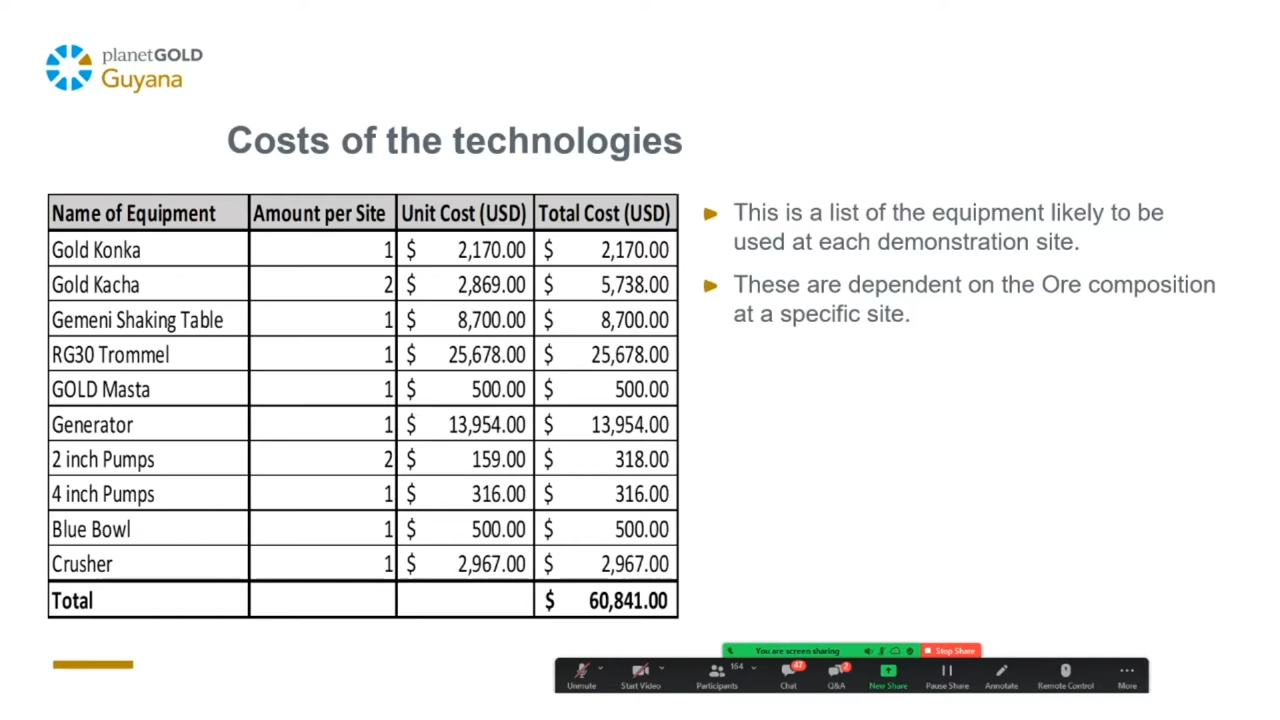 planetGOLD
Guyana
Costs of the technologies
Name of Equipment Amount per Site Unit Cost (USD) Total Cost (USD)
Gold Konka 1 $ 2,170.00 $ 2,170.00
Gold Kacha 2 $ 2,869.00 $ 5,738.00
Gemeni Shaking Table 1 $ 8,700.00 $ 8,700.00
RG30 Trommel 1 $ 25,678.00 $ 25,678.00
GOLD Masta 1 $ 500.00 $ 500.00
Generator 1 $ 13,954.00 $ 13,954.00
2 inch Pumps 2 $ 159.00 $ 318.00
4 inch Pumps 1 $ 316.00 $ 316.00
Blue Bowl 1 $ 500.00 $ 500.00
Crusher 1 $ 2,967.00 $ 2,967.00
Total $ 60,841.00
This is a list of the equipment likely to be
used at each demonstration site.
These are dependent on the Ore composition
at a specific site.
You are screen sharing Stop Share
164 47 2
Unmute Start Video Participants Chat Q&A New Share Pause Share Annotate Remote Control More